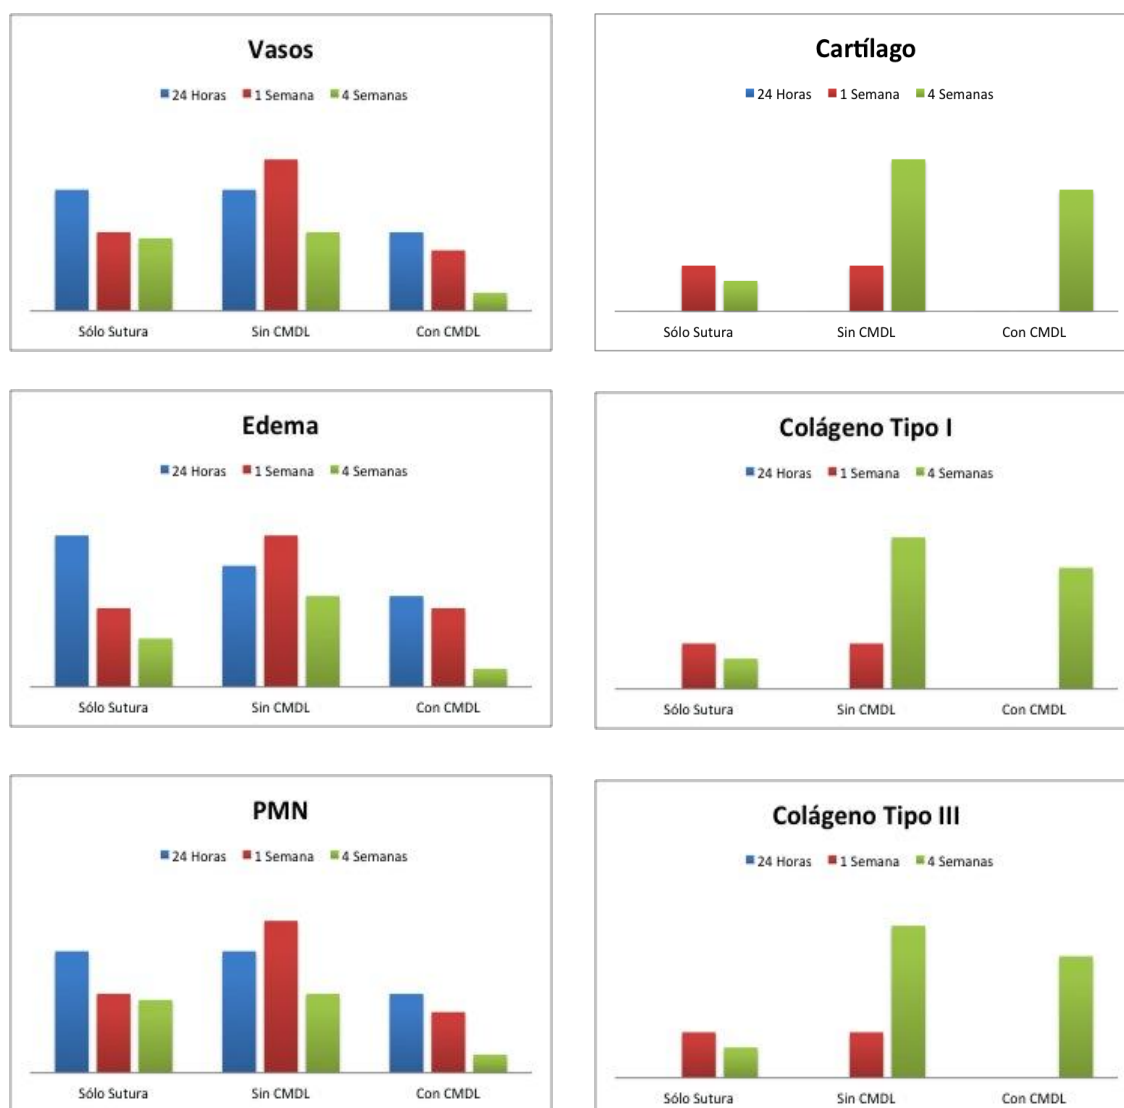 Vasos
24 Horas 1 Semana 4 Semanas
Sólo Sutura Sin CMDL Con CMDL
Cartílago
24 Horas 1 Semana 4 Semanas
Sólo Sutura Sin CMDL Con CMDL
Edema
24 Horas 1 Semana 4 Semanas
Sólo Sutura Sin CMDL Con CMDL
Colágeno Tipo I
24 Horas 1 Semana 4 Semanas
Sólo Sutura Sin CMDL Con CMDL
PMN
24 Horas 1 Semana 4 Semanas
Sólo Sutura Sin CMDL Con CMDL
Colágeno Tipo III
24 Horas 1 Semana 4 Semanas
Sólo Sutura Sin CMDL Con CMDL